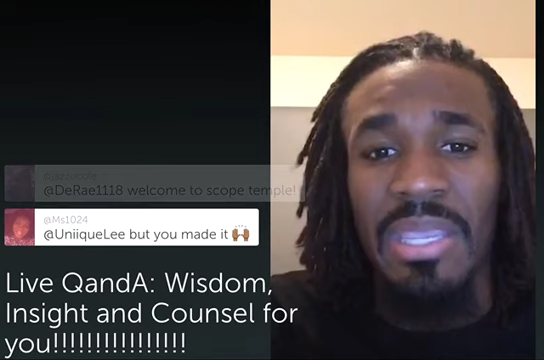 @DeRae1118 welcome to scope temple!
@Ms1024
@UniiqueLee but you made it 🙌🏾
Live QandA: Wisdom,
Insight and Counsel for
you!!!!!!!!!!!!!!!!